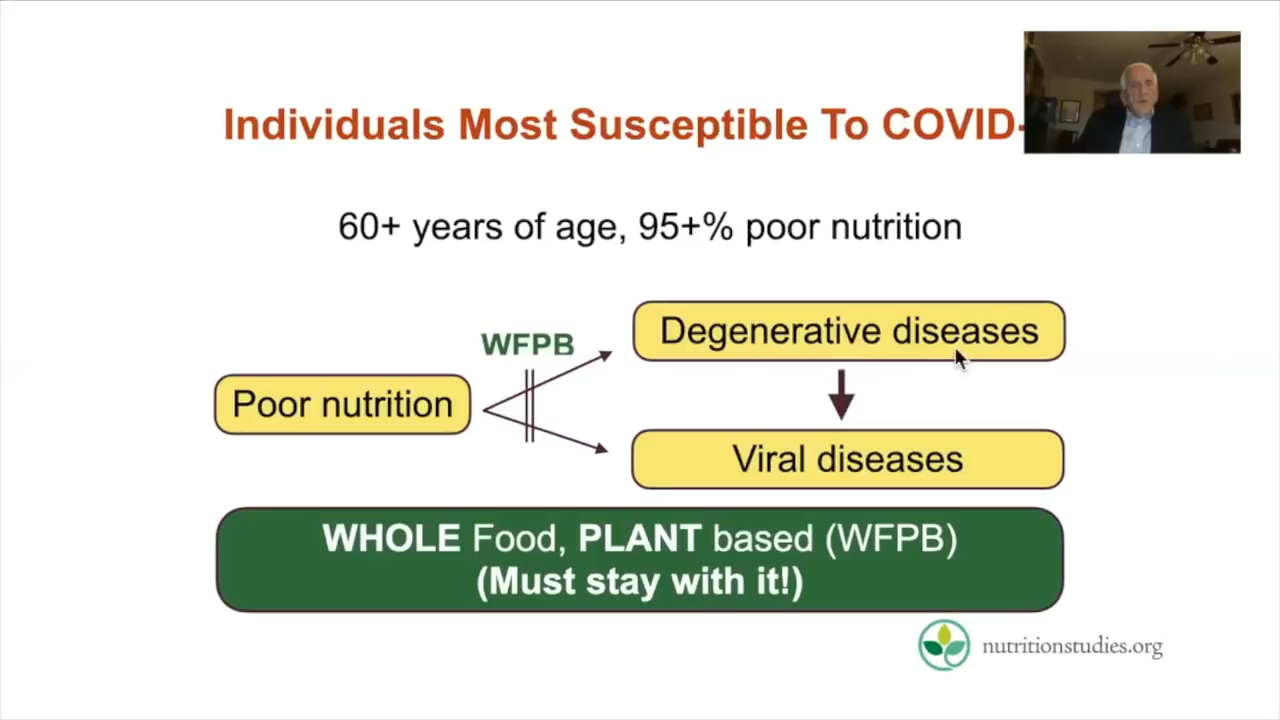 Individuals Most Susceptible To COVID-
60+ years of age, 95+% poor nutrition
WFPB
Degenerative diseases
Poor nutrition
Viral diseases
WHOLE Food, PLANT based (WFPB)
(Must stay with it!)
nutritionstudies.org